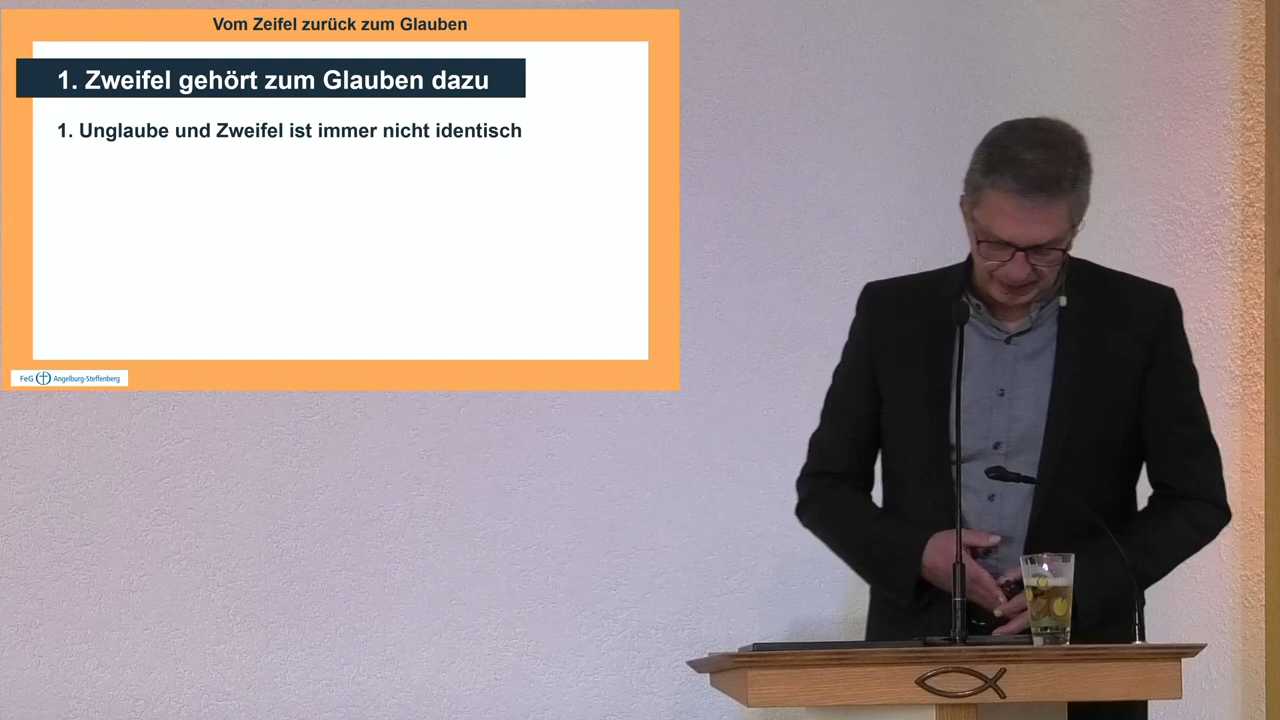 Vom Zeifel zurück zum Glauben
1. Zweifel gehört zum Glauben dazu
1. Unglaube und Zweifel ist immer nicht identisch
FeG Angelburg-Steffenberg